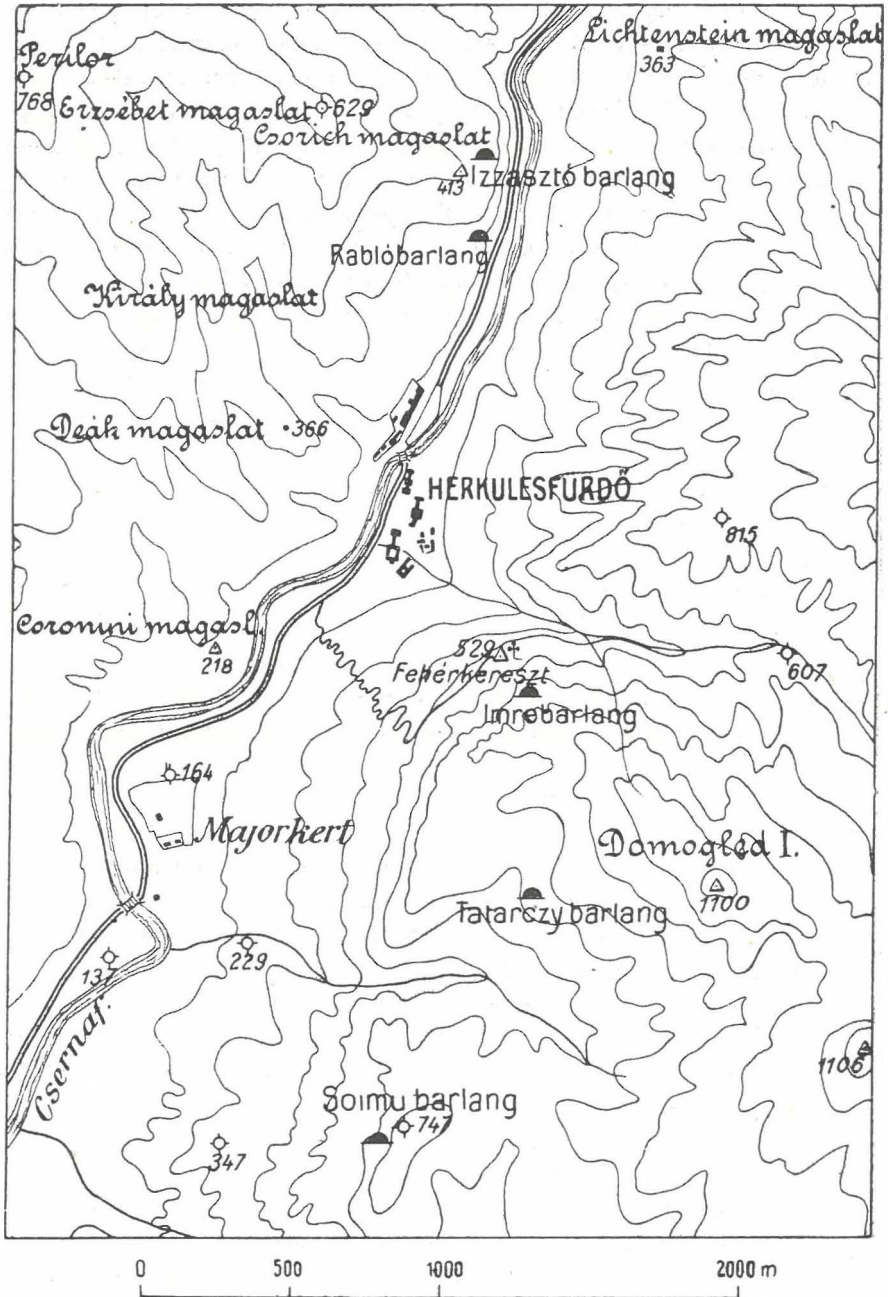 Lichtenstein magaslat
363
Perilor
768
Erzsébet magaslat 629
Csorich magaslat
413
Izzasztó barlang
Rablóbarlang
Király magaslat
Deák magaslat
366
HERKULESFURDŐ
815
Coronini magasl.
218
529
Fehérkereszt
607
Imrebarlang
164
Majorkert
Domogled I.
1100
Tatarczy barlang
229
137
Csernaf.
1106
Soimu barlang
747
347
0 500 1000 2000 m